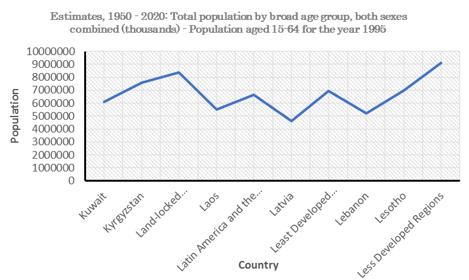 Estimates, 1950 - 2020: Total population by broad age group, both sexes
combined (thousands) - Population aged 15-64 for the year 1995
10000000
9000000
8000000
7000000
6000000
5000000
4000000
3000000
2000000
1000000
0
Population
Kuwait
Kyrgyzstan
Land-locked...
Laos
Latin America and the...
Latvia
Least Developed...
Lebanon
Lesotho
Less Developed Regions
Country